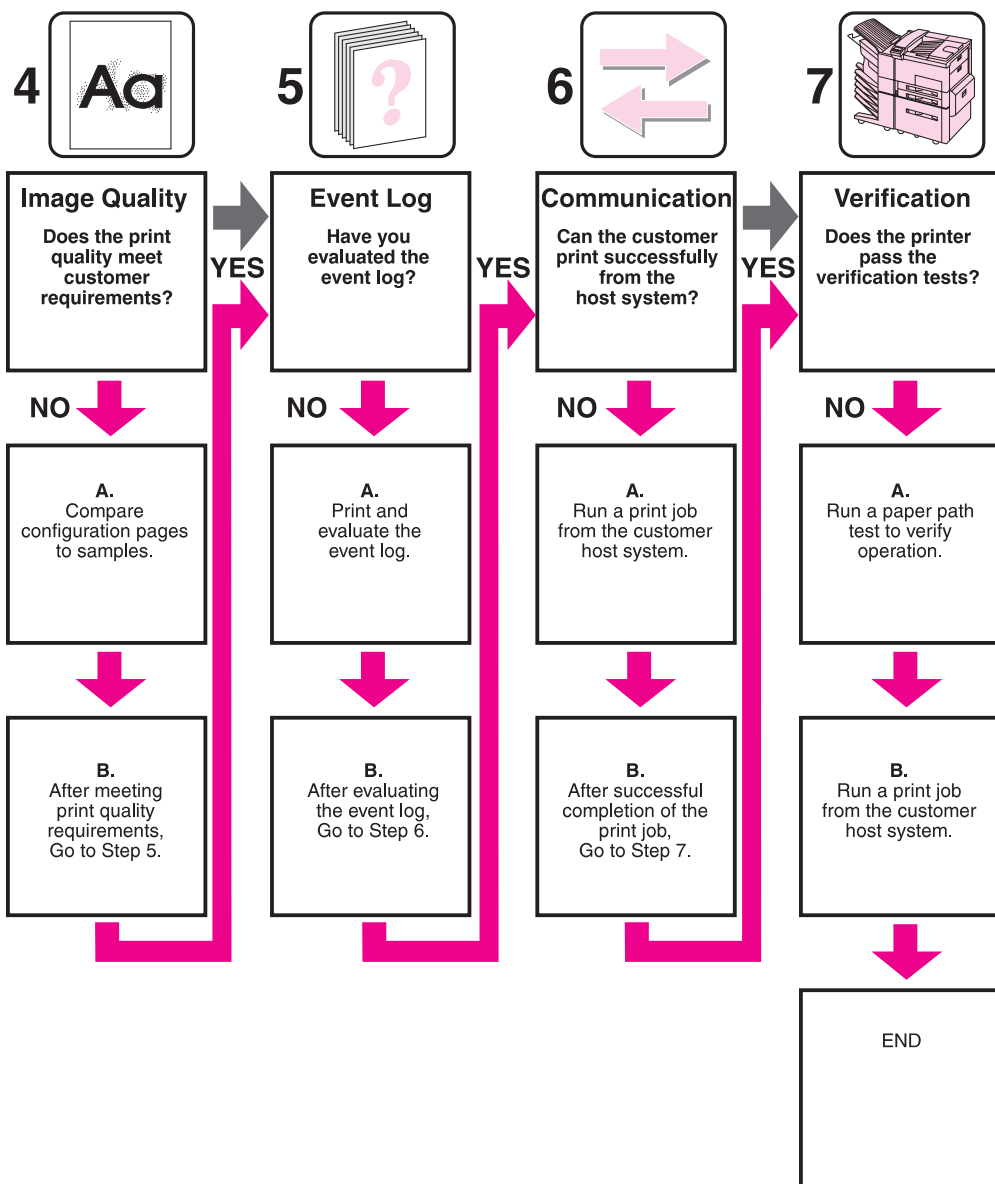 4
Aa
Image Quality
Does the print
quality meet
customer
requirements?
YES
NO
A.
Compare
configuration pages
to samples.
B.
After meeting
print quality
requirements,
Go to Step 5.
5
?
Event Log
Have you
evaluated the
event log?
YES
NO
A.
Print and
evaluate the
event log.
B.
After evaluating
the event log,
Go to Step 6.
6
Communication
Can the customer
print successfully
from the
host system?
YES
NO
A.
Run a print job
from the customer
host system.
B.
After successful
completion of the
print job,
Go to Step 7.
7
Verification
Does the printer
pass the
verification tests?
NO
A.
Run a paper path
test to verify
operation.
B.
Run a print job
from the customer
host system.
END